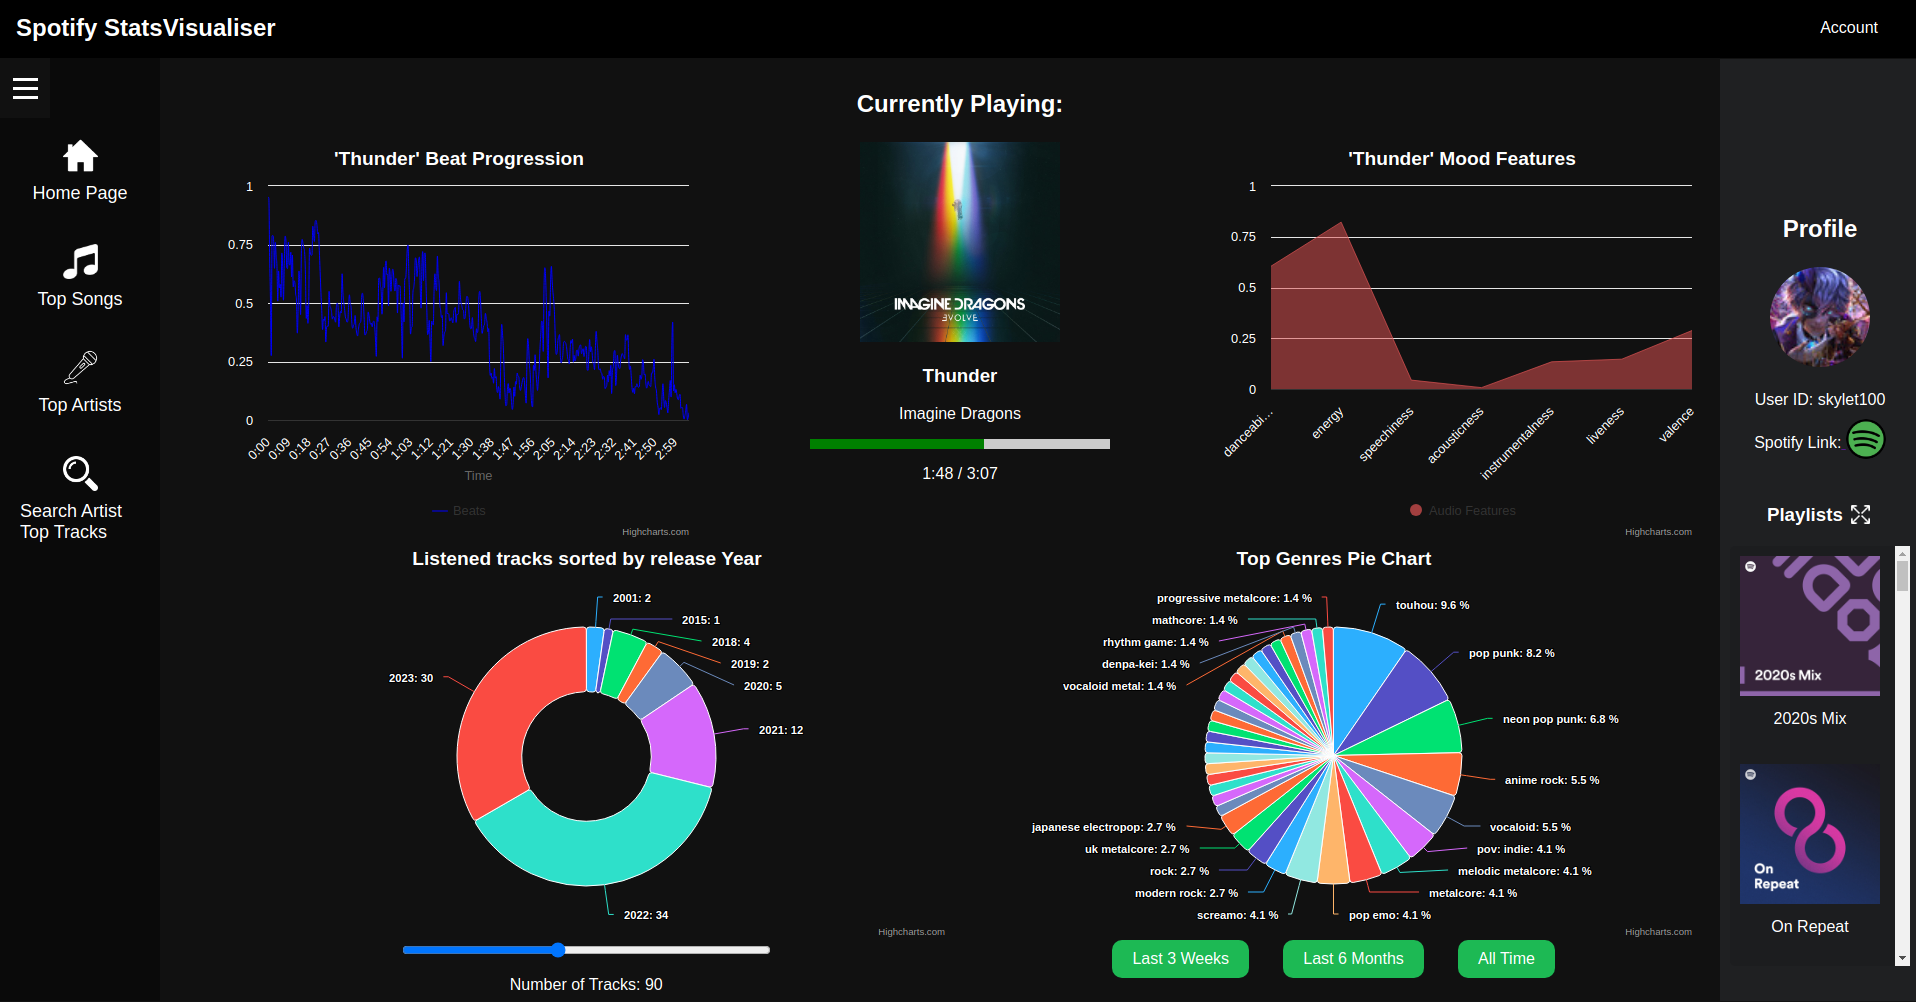 Spotify StatsVisualiser
Account
Home Page
Top Songs
Top Artists
Search Artist
Top Tracks
Currently Playing:
'Thunder' Beat Progression
1
0.75
0.5
0.25
0
0:00
0:09
0:18
0:27
0:36
0:45
0:54
1:03
1:12
1:21
1:30
1:38
1:47
1:56
2:05
2:14
2:23
2:32
2:41
2:50
2:59
Time
Beats
Highcharts.com
IMAGINE DRAGONS
EVOLVE
Thunder
Imagine Dragons
1:48 / 3:07
'Thunder' Mood Features
1
0.75
0.5
0.25
0
danceabi…
energy
speechiness
acousticness
instrumentalness
liveness
valence
Audio Features
Highcharts.com
Listened tracks sorted by release Year
2001: 2
2015: 1
2018: 4
2019: 2
2020: 5
2021: 12
2022: 34
2023: 30
Highcharts.com
Number of Tracks: 90
Top Genres Pie Chart
touhou: 9.6 %
pop punk: 8.2 %
neon pop punk: 6.8 %
anime rock: 5.5 %
vocaloid: 5.5 %
pov: indie: 4.1 %
melodic metalcore: 4.1 %
metalcore: 4.1 %
pop emo: 4.1 %
screamo: 4.1 %
modern rock: 2.7 %
rock: 2.7 %
uk metalcore: 2.7 %
japanese electropop: 2.7 %
vocaloid metal: 1.4 %
denpa-kei: 1.4 %
rhythm game: 1.4 %
mathcore: 1.4 %
progressive metalcore: 1.4 %
Highcharts.com
Last 3 Weeks
Last 6 Months
All Time
Profile
User ID: skylet100
Spotify Link:
Playlists
2020s Mix
2020s Mix
On
Repeat
On Repeat